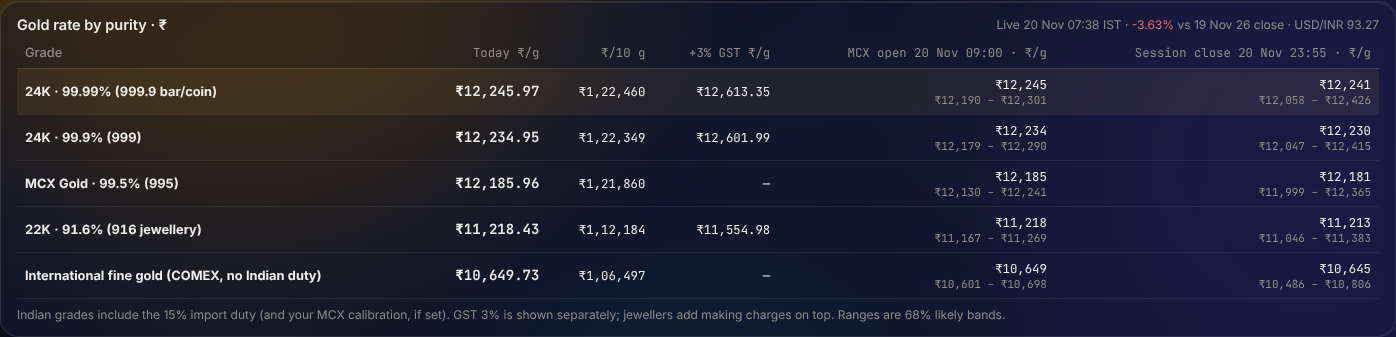 Gold rate by purity · ₹
Live 20 Nov 07:38 IST · -3.63% vs 19 Nov 26 close · USD/INR 93.27
Grade Today ₹/g ₹/10 g +3% GST ₹/g MCX open 20 Nov 09:00 · ₹/g Session close 20 Nov 23:55 · ₹/g
24K · 99.99% (999.9 bar/coin) ₹12,245.97 ₹1,22,460 ₹12,613.35 ₹12,245 ₹12,241
₹12,190 – ₹12,301 ₹12,058 – ₹12,426
24K · 99.9% (999) ₹12,234.95 ₹1,22,349 ₹12,601.99 ₹12,234 ₹12,230
₹12,179 – ₹12,290 ₹12,047 – ₹12,415
MCX Gold · 99.5% (995) ₹12,185.96 ₹1,21,860 — ₹12,185 ₹12,181
₹12,130 – ₹12,241 ₹11,999 – ₹12,365
22K · 91.6% (916 jewellery) ₹11,218.43 ₹1,12,184 ₹11,554.98 ₹11,218 ₹11,213
₹11,167 – ₹11,269 ₹11,046 – ₹11,383
International fine gold (COMEX, no Indian duty) ₹10,649.73 ₹1,06,497 — ₹10,649 ₹10,645
₹10,601 – ₹10,698 ₹10,486 – ₹10,806
Indian grades include the 15% import duty (and your MCX calibration, if set). GST 3% is shown separately; jewellers add making charges on top. Ranges are 68% likely bands.